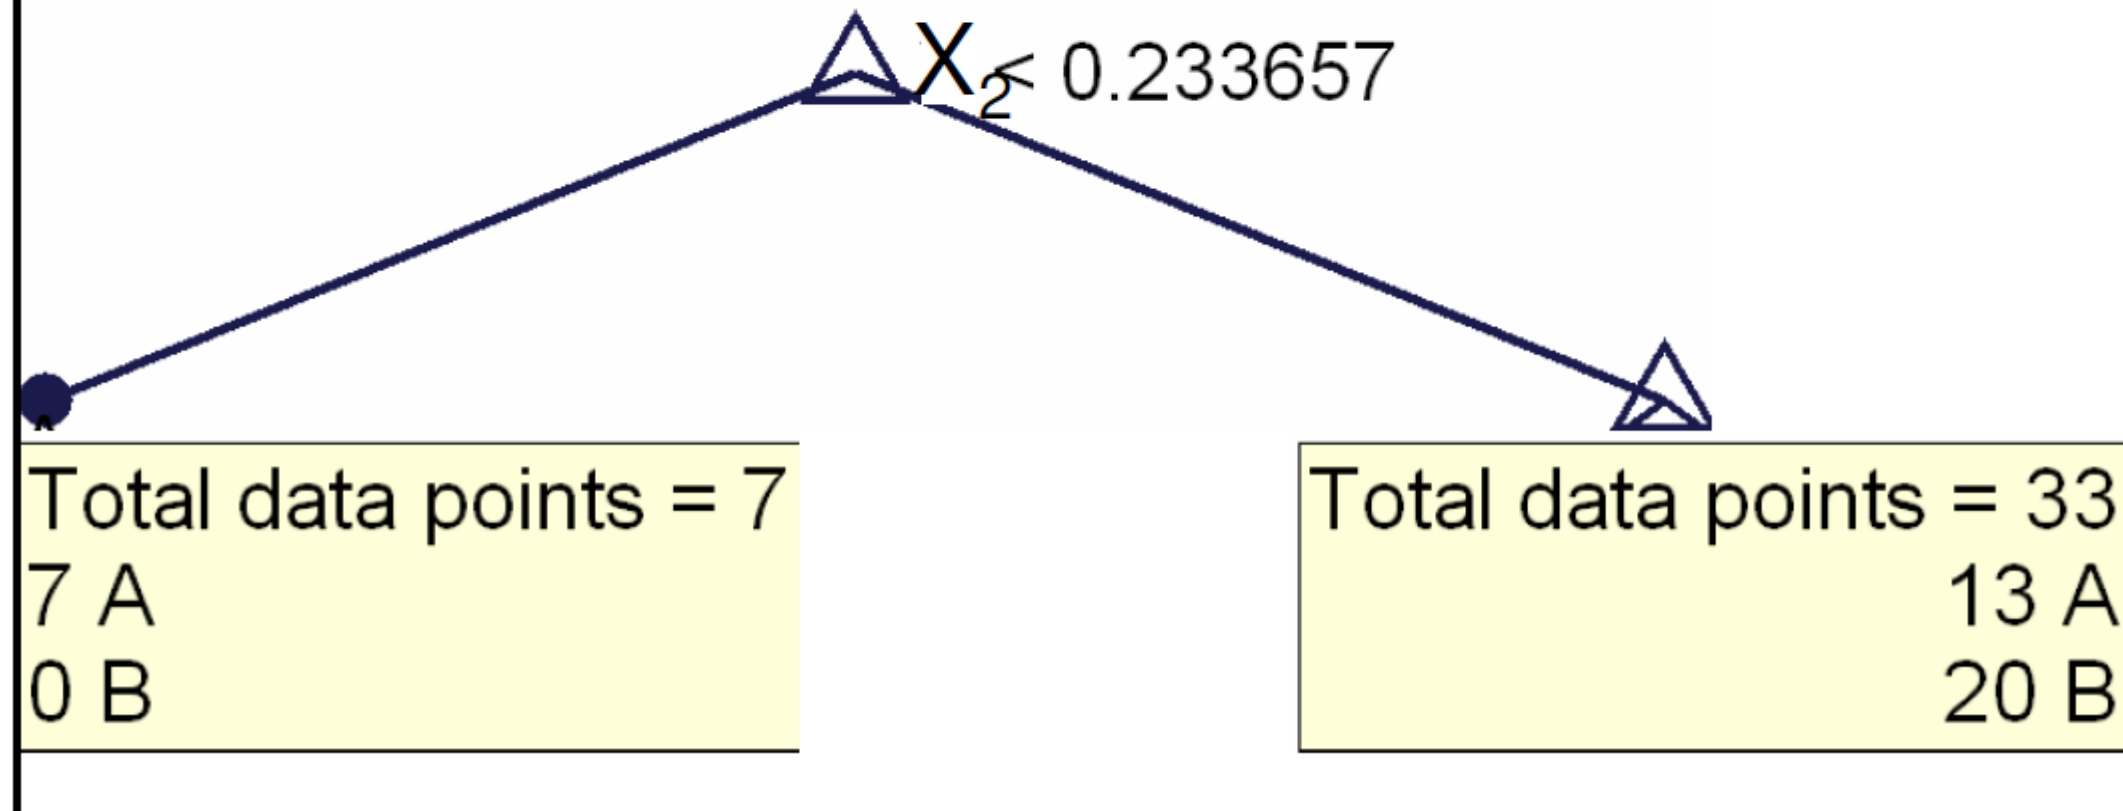 X₂< 0.233657
A
Total data points = 7
7 A
0 B
Total data points = 33
13 A
20 B